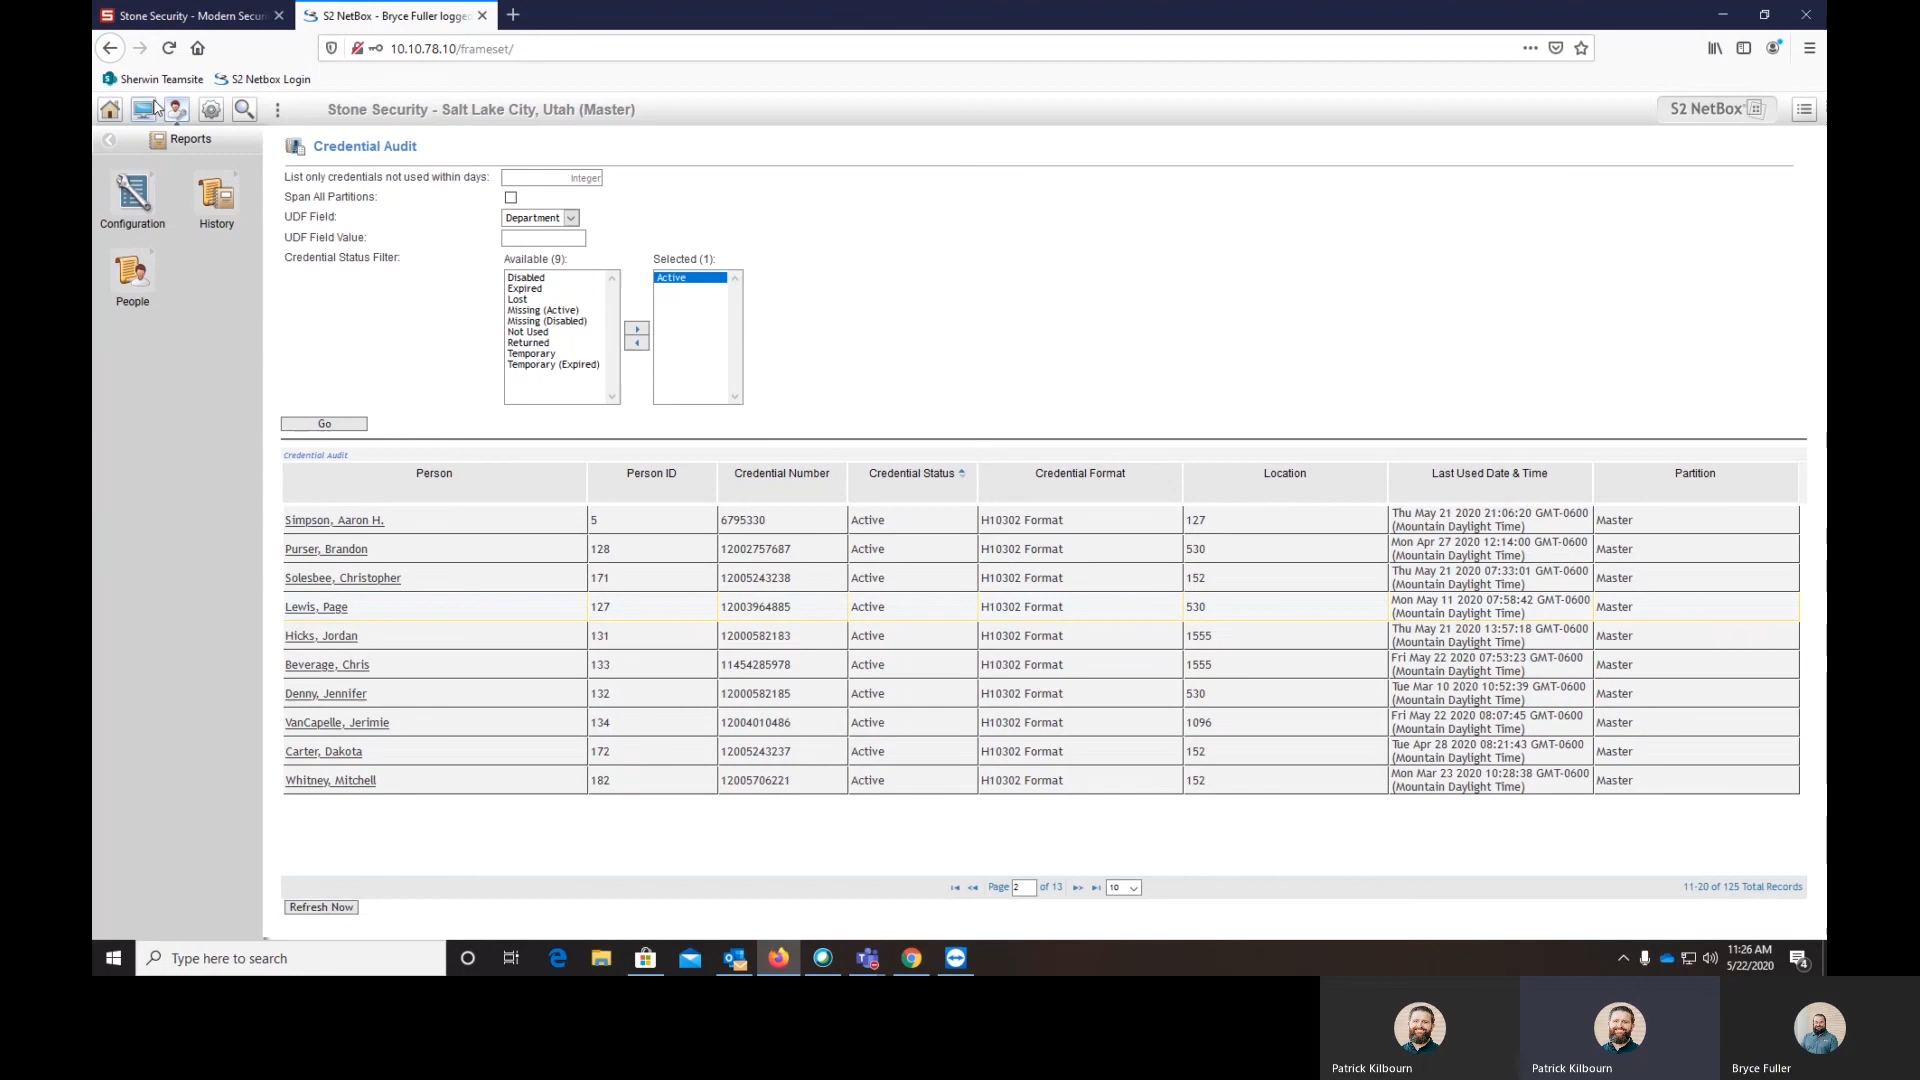 Stone Security - Modern Secur
S2 NetBox - Bryce Fuller logge
10.10.78.10/frameset/
Sherwin Teamsite
S2 Netbox Login
Stone Security - Salt Lake City, Utah (Master)
S2 NetBox
Reports
Configuration
History
People
Credential Audit
List only credentials not used within days:
Integer
Span All Partitions:
UDF Field:
Department
UDF Field Value:
Credential Status Filter:
Available (9):
Selected (1):
Disabled
Expired
Lost
Missing (Active)
Missing (Disabled)
Not Used
Returned
Temporary
Temporary (Expired)
Active
Go
Credential Audit
Person Person ID Credential Number Credential Status Credential Format Location Last Used Date & Time Partition
Simpson, Aaron H. 5 6795330 Active H10302 Format 127 Thu May 21 2020 21:06:20 GMT-0600 (Mountain Daylight Time) Master
Purser, Brandon 128 12002757687 Active H10302 Format 530 Mon Apr 27 2020 12:14:00 GMT-0600 (Mountain Daylight Time) Master
Solesbee, Christopher 171 12005243238 Active H10302 Format 152 Thu May 21 2020 07:33:01 GMT-0600 (Mountain Daylight Time) Master
Lewis, Page 127 12003964885 Active H10302 Format 530 Mon May 11 2020 07:58:42 GMT-0600 (Mountain Daylight Time) Master
Hicks, Jordan 131 12000582183 Active H10302 Format 1555 Thu May 21 2020 13:57:18 GMT-0600 (Mountain Daylight Time) Master
Beverage, Chris 133 11454285978 Active H10302 Format 1555 Fri May 22 2020 07:53:23 GMT-0600 (Mountain Daylight Time) Master
Denny, Jennifer 132 12000582185 Active H10302 Format 530 Tue Mar 10 2020 10:52:39 GMT-0600 (Mountain Daylight Time) Master
VanCapelle, Jerimie 134 12004010486 Active H10302 Format 1096 Fri May 22 2020 08:07:45 GMT-0600 (Mountain Daylight Time) Master
Carter, Dakota 172 12005243237 Active H10302 Format 152 Tue Apr 28 2020 08:21:43 GMT-0600 (Mountain Daylight Time) Master
Whitney, Mitchell 182 12005706221 Active H10302 Format 152 Mon Mar 23 2020 10:28:38 GMT-0600 (Mountain Daylight Time) Master
Page 2 of 13 10
11-20 of 125 Total Records
Refresh Now
Type here to search
11:26 AM
5/22/2020
4
Patrick Kilbourn
Patrick Kilbourn
Bryce Fuller